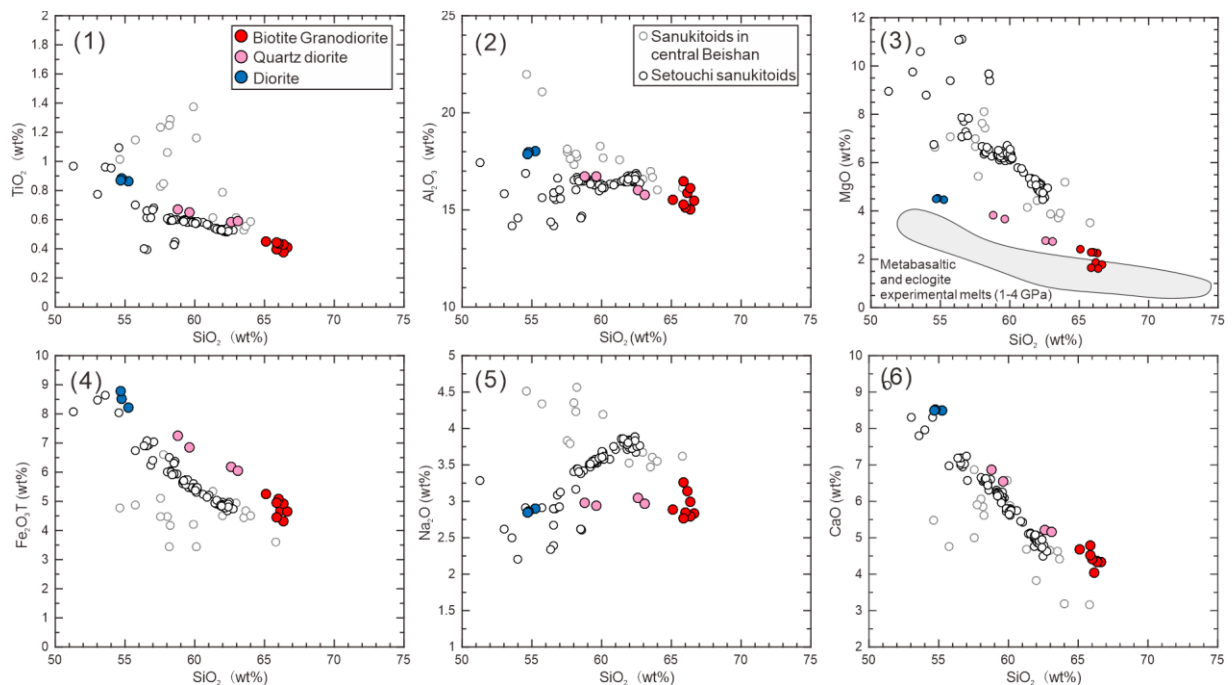 (1)
Biotite Granodiorite
Quartz diorite
Diorite
2
1.8
1.6
1.4
1.2
1
0.8
0.6
0.4
0.2
0
TiO₂ (wt%)
50 55 60 65 70 75
SiO₂ (wt%)
(2)
Sanukitoids in
central Beishan
Setouchi sanukitoids
25
20
15
10
Al₂O₃ (wt%)
50 55 60 65 70 75
SiO₂ (wt%)
(3)
12
10
8
6
4
2
0
MgO (wt%)
Metabasaltic
and eclogite
experimental melts (1-4 GPa)
50 55 60 65 70 75
SiO₂ (wt%)
(4)
10
9
8
7
6
5
4
3
2
1
0
Fe₂O₃T (wt%)
50 55 60 65 70 75
SiO₂ (wt%)
(5)
5
4.5
4
3.5
3
2.5
2
1.5
1
Na₂O (wt%)
50 55 60 65 70 75
SiO₂ (wt%)
(6)
10
9
8
7
6
5
4
3
2
1
0
CaO (wt%)
50 55 60 65 70 75
SiO₂ (wt%)